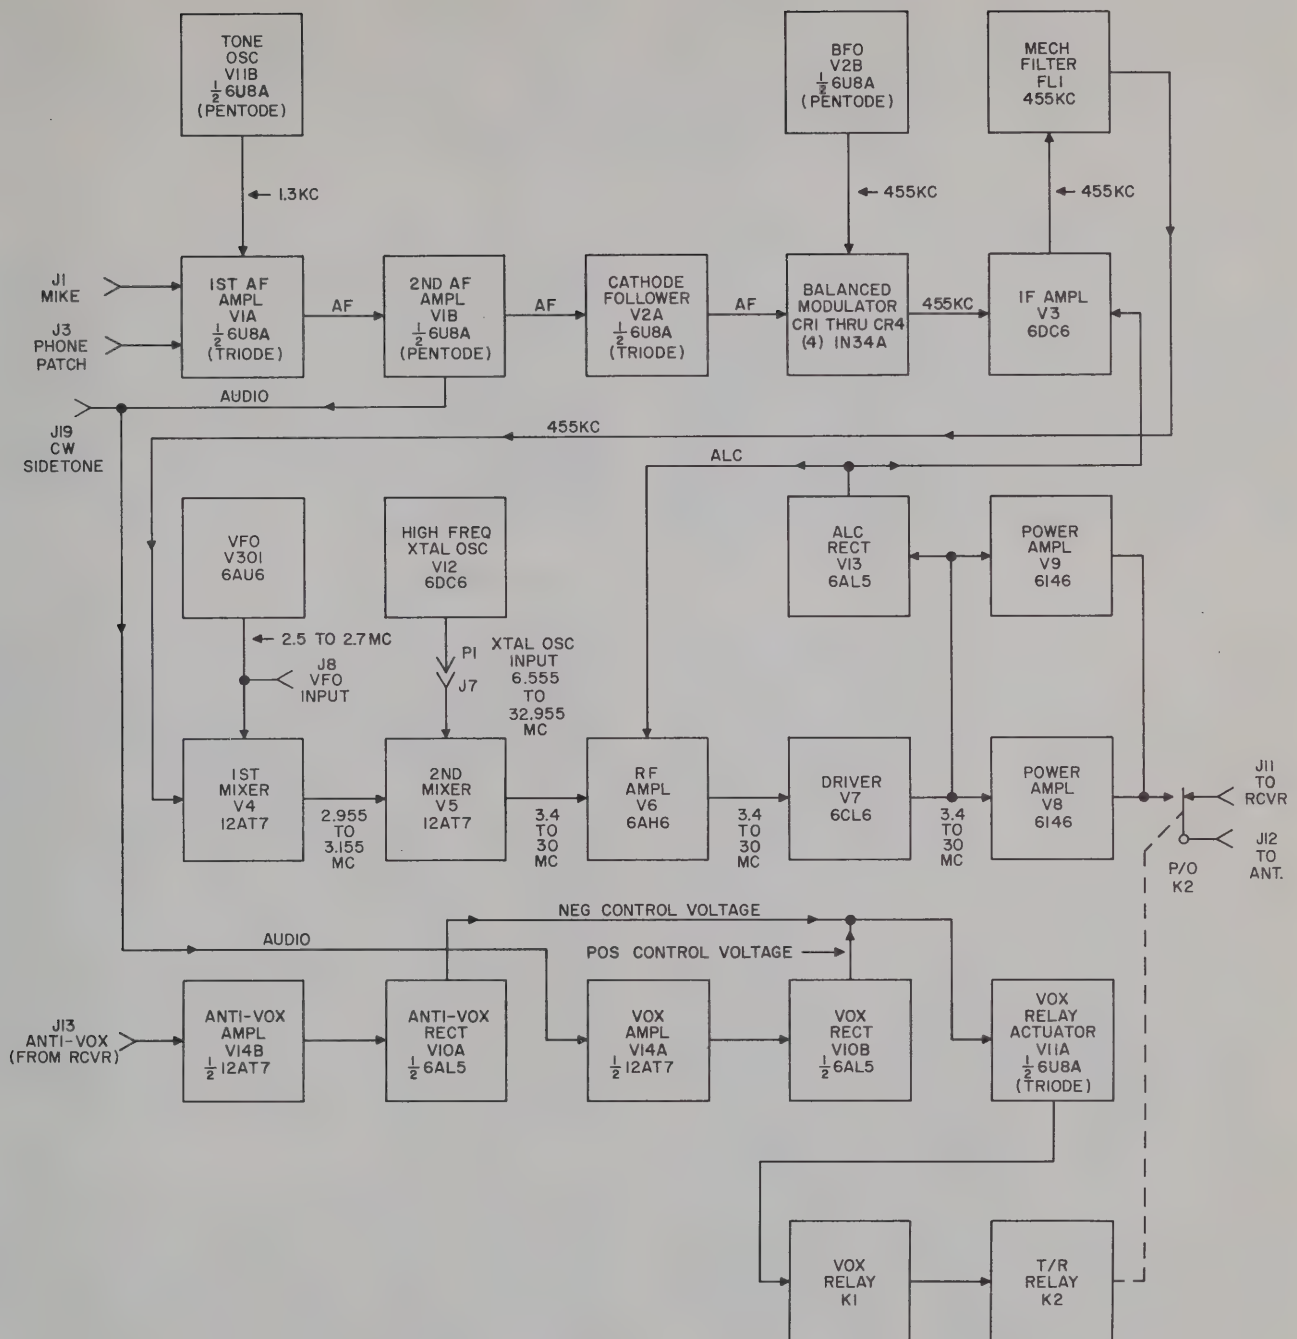 TONE
OSC
V11B
½ 6U8A
(PENTODE)
BFO
V2B
½ 6U8A
(PENTODE)
MECH
FILTER
FL1
455KC
1.3KC
455KC
455KC
J1
MIKE
J3
PHONE
PATCH
1ST AF
AMPL
V1A
½ 6U8A
(TRIODE)
AF
2ND AF
AMPL
V1B
½ 6U8A
(PENTODE)
AF
CATHODE
FOLLOWER
V2A
½ 6U8A
(TRIODE)
AF
BALANCED
MODULATOR
CR1 THRU CR4
(4) 1N34A
455KC
IF AMPL
V3
6DC6
AUDIO
J19
CW
SIDETONE
455KC
ALC
VFO
V301
6AU6
HIGH FREQ
XTAL OSC
V12
6DC6
ALC
RECT
V13
6AL5
POWER
AMPL
V9
6146
2.5 TO 2.7MC
J8
VFO
INPUT
P1
J7
XTAL OSC
INPUT
6.555
TO
32.955
MC
1ST
MIXER
V4
12AT7
2.955
TO
3.155
MC
2ND
MIXER
V5
12AT7
3.4
TO
30
MC
RF
AMPL
V6
6AH6
3.4
TO
30
MC
DRIVER
V7
6CL6
3.4
TO
30
MC
POWER
AMPL
V8
6146
J11
TO
RCVR
J12
TO
ANT.
P/O
K2
NEG CONTROL VOLTAGE
AUDIO
POS CONTROL VOLTAGE
J13
ANTI-VOX
(FROM RCVR)
ANTI-VOX
AMPL
V14B
½ 12AT7
ANTI-VOX
RECT
V10A
½ 6AL5
VOX
AMPL
V14A
½ 12AT7
VOX
RECT
V10B
½ 6AL5
VOX
RELAY
ACTUATOR
V11A
½ 6U8A
(TRIODE)
VOX
RELAY
K1
T/R
RELAY
K2